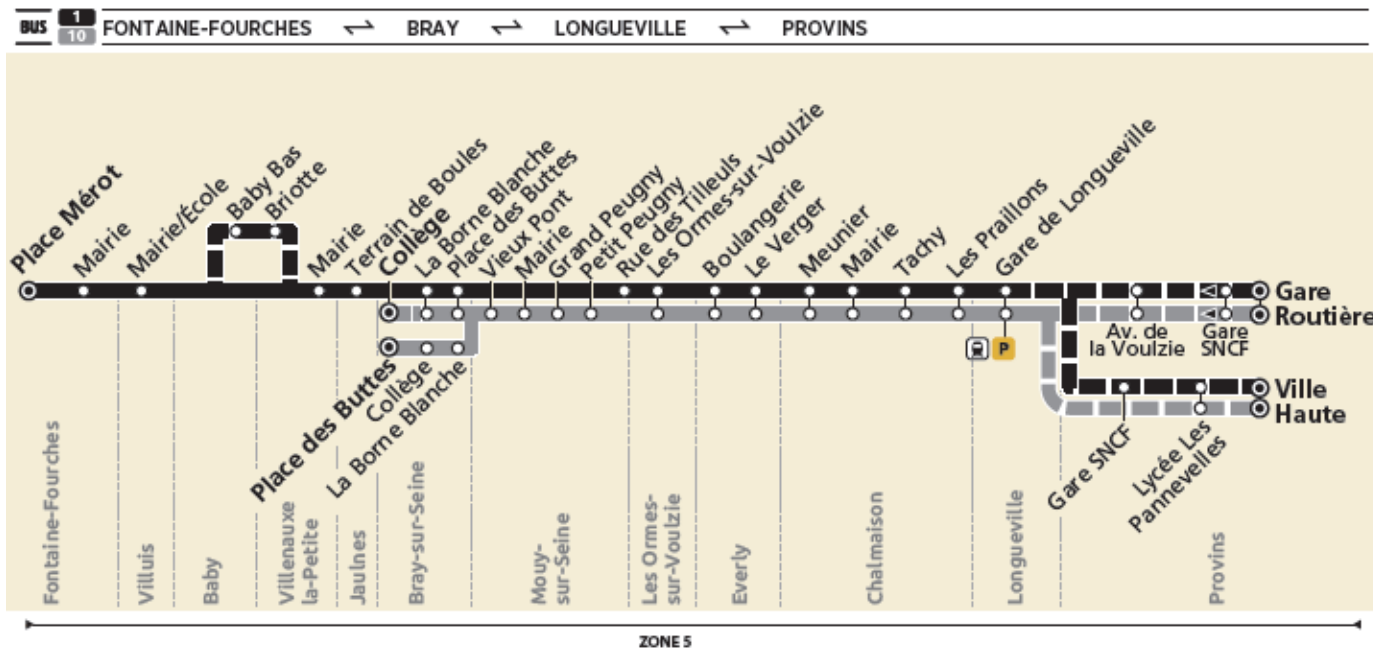 BUS 1 10 FONTAINE-FOURCHES ⇌ BRAY ⇌ LONGUEVILLE ⇌ PROVINS
Place Mérot
Mairie
Mairie/École
Baby Bas
Briotte
Mairie
Terrain de Boules
Collège
La Borne Blanche
Place des Buttes
Vieux Pont
Mairie
Grand Peugny
Petit Peugny
Rue des Tilleuls
Les Ormes-sur-Voulzie
Boulangerie
Le Verger
Meunier
Mairie
Tachy
Les Praillons
Gare de Longueville
Gare
Routière
P
Av. de
la Voulzie
Gare
SNCF
Place des Buttes
Collège
La Borne Blanche
Ville
Haute
Gare SNCF
Lycée Les
Pannevelles
Fontaine-Fourches
Villuis
Baby
Villenauxe
la-Petite
Jaulnes
Bray-sur-Seine
Mouy-
sur-Seine
Les Ormes-
sur-Voulzie
Everly
Chalmaison
Longueville
Provins
ZONE 5